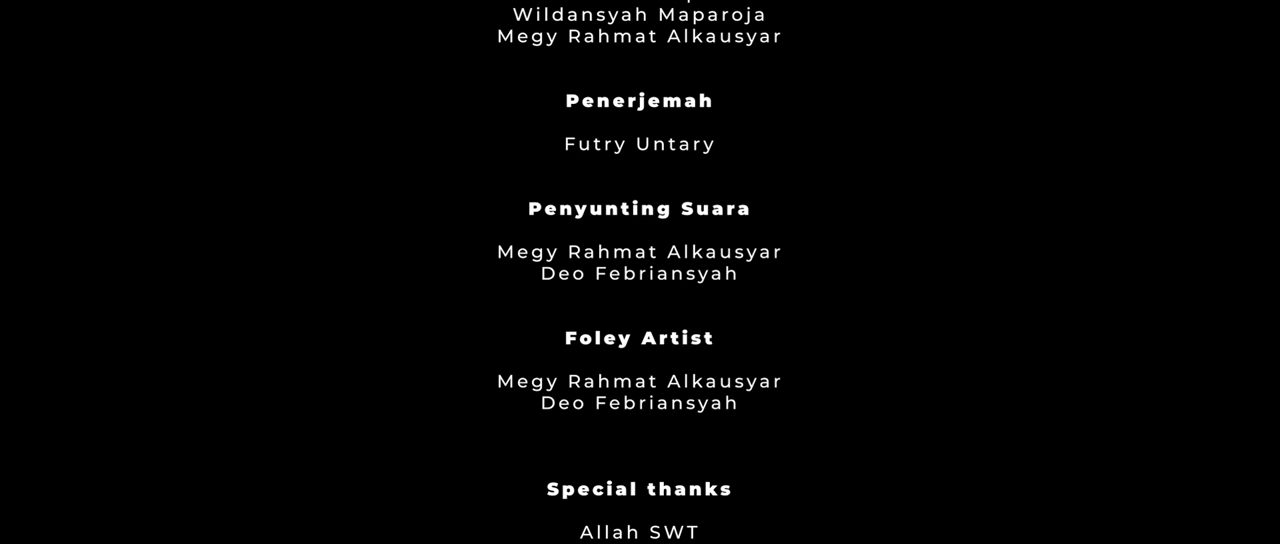 Wildansyah Maparoja
Megy Rahmat Alkausyar
Penerjemah
Futry Untary
Penyunting Suara
Megy Rahmat Alkausyar
Deo Febriansyah
Foley Artist
Megy Rahmat Alkausyar
Deo Febriansyah
Special thanks
Allah SWT